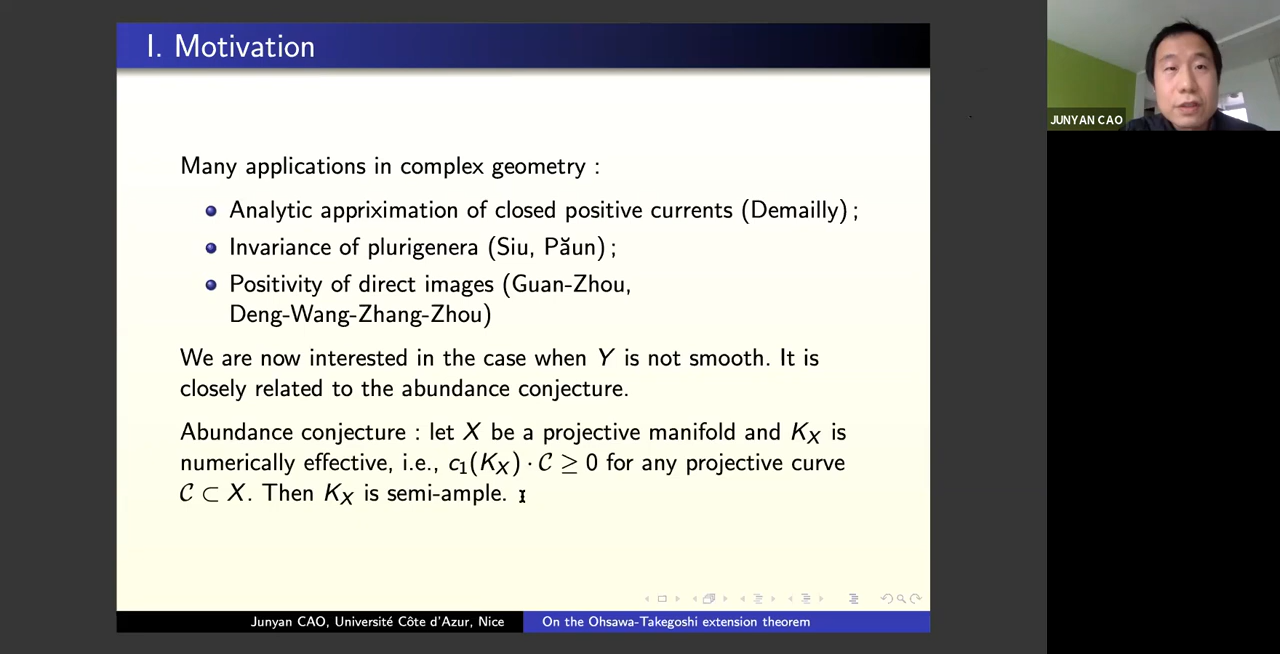 I. Motivation
Many applications in complex geometry :
Analytic appriximation of closed positive currents (Demailly) ;
Invariance of plurigenera (Siu, Păun) ;
Positivity of direct images (Guan-Zhou,
Deng-Wang-Zhang-Zhou)
We are now interested in the case when Y is not smooth. It is
closely related to the abundance conjecture.
Abundance conjecture : let X be a projective manifold and K_X is
numerically effective, i.e., c₁(K_X) · 𝒞 ≥ 0 for any projective curve
𝒞 ⊂ X. Then K_X is semi-ample.
Junyan CAO, Université Côte d'Azur, Nice
On the Ohsawa-Takegoshi extension theorem
JUNYAN CAO